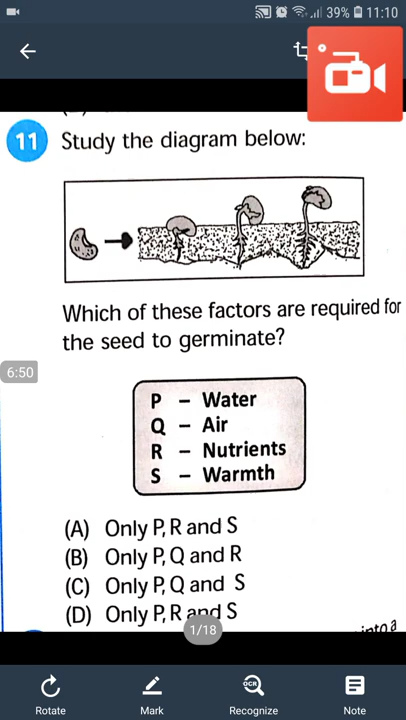 39% 11:10
11 Study the diagram below:
Which of these factors are required for
the seed to germinate?
6:50
P – Water
Q – Air
R – Nutrients
S – Warmth
(A) Only P, R and S
(B) Only P, Q and R
(C) Only P, Q and S
(D) Only P, R and S
1/18
into a
Rotate
Mark
OCR
Recognize
Note